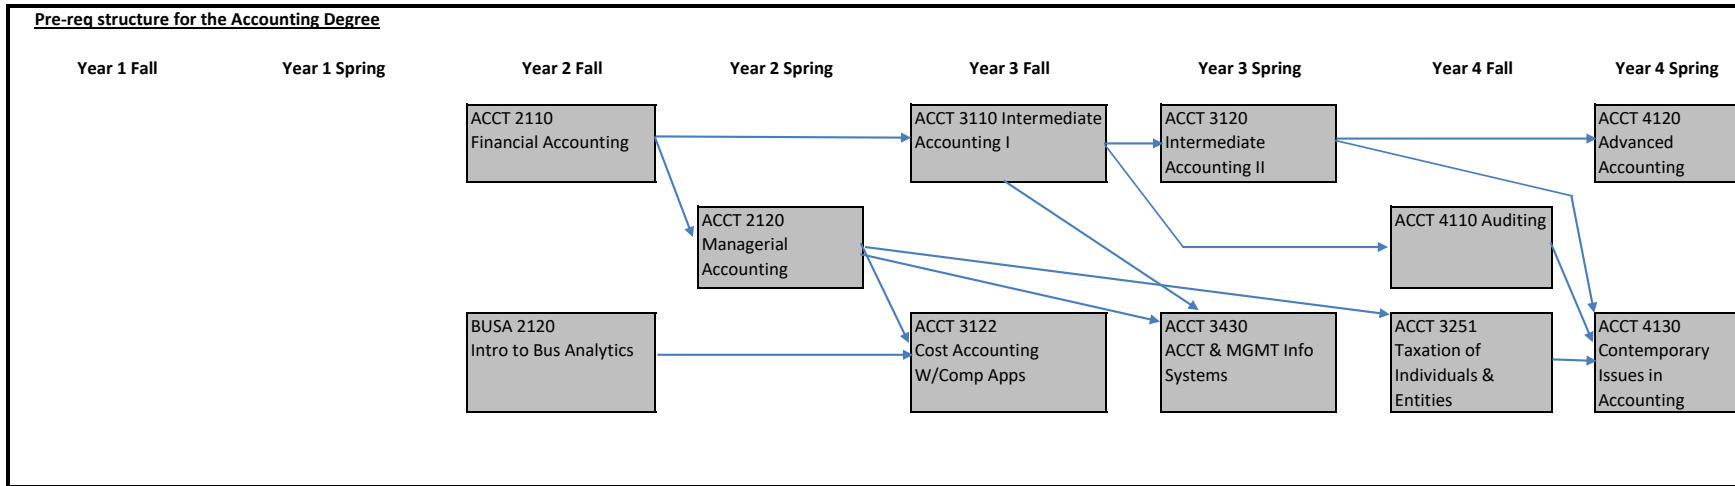 Pre-req structure for the Accounting Degree
Year 1 Fall
Year 1 Spring
Year 2 Fall
Year 2 Spring
Year 3 Fall
Year 3 Spring
Year 4 Fall
Year 4 Spring
ACCT 2110
Financial Accounting
ACCT 3110 Intermediate
Accounting I
ACCT 3120
Intermediate
Accounting II
ACCT 4120
Advanced
Accounting
ACCT 2120
Managerial
Accounting
ACCT 4110 Auditing
BUSA 2120
Intro to Bus Analytics
ACCT 3122
Cost Accounting
W/Comp Apps
ACCT 3430
ACCT & MGMT Info
Systems
ACCT 3251
Taxation of
Individuals &
Entities
ACCT 4130
Contemporary
Issues in
Accounting